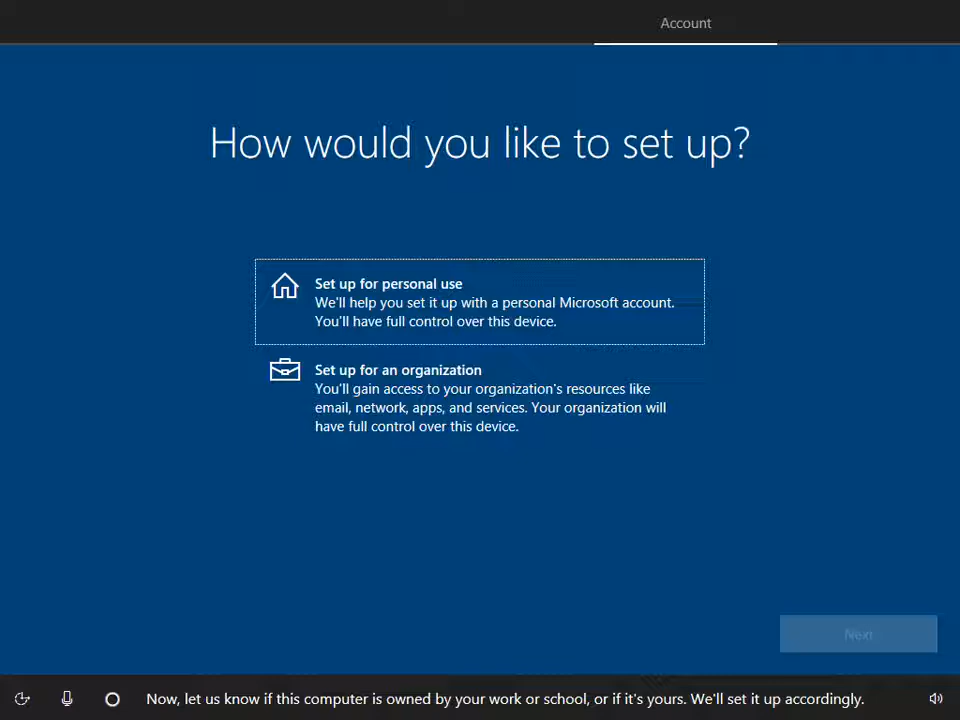 Account
How would you like to set up?
Set up for personal use
We'll help you set it up with a personal Microsoft account.
You'll have full control over this device.
Set up for an organization
You'll gain access to your organization's resources like
email, network, apps, and services. Your organization will
have full control over this device.
Next
Now, let us know if this computer is owned by your work or school, or if it's yours. We'll set it up accordingly.